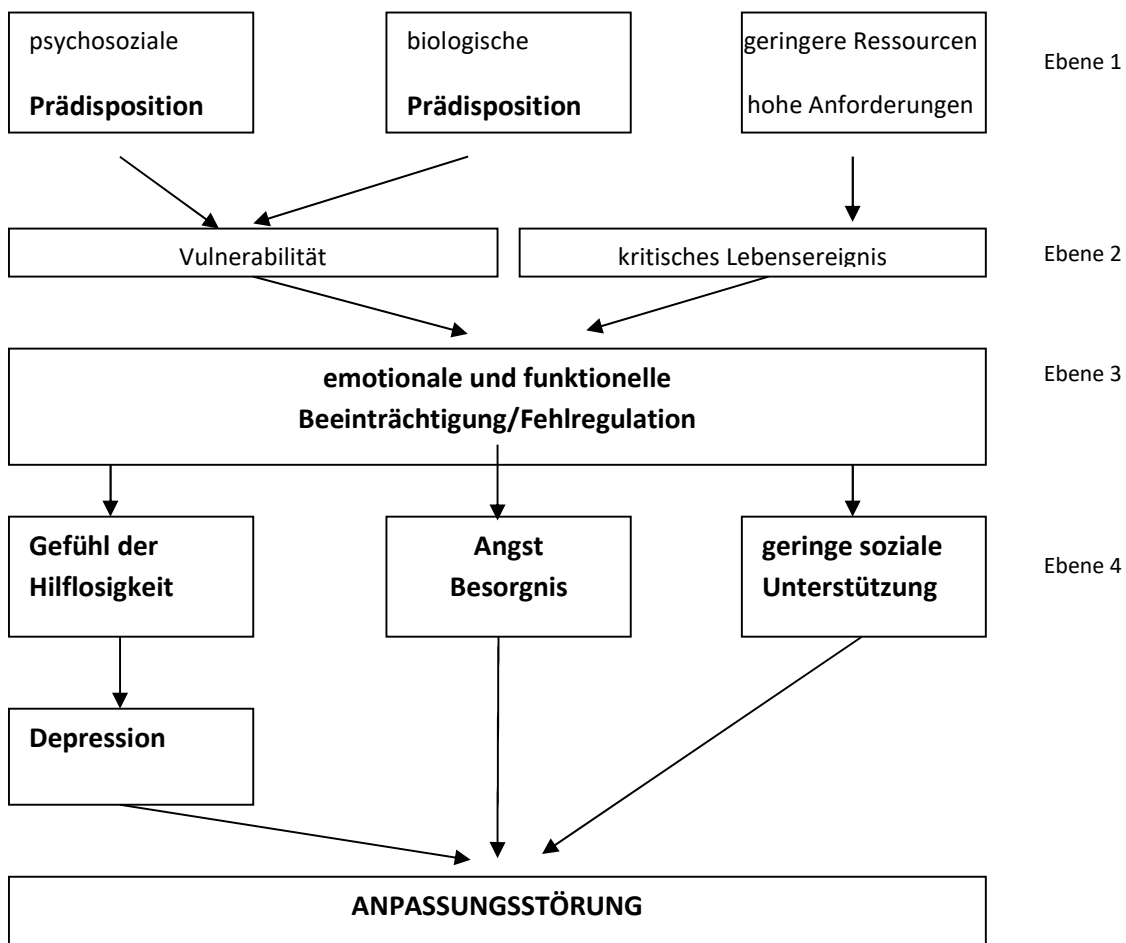 psychosoziale
Prädisposition
biologische
Prädisposition
geringere Ressourcen
hohe Anforderungen
Ebene 1
Vulnerabilität
kritisches Lebensereignis
Ebene 2
emotionale und funktionelle
Beeinträchtigung/Fehlregulation
Ebene 3
Gefühl der
Hilflosigkeit
Angst
Besorgnis
geringe soziale
Unterstützung
Ebene 4
Depression
ANPASSUNGSSTÖRUNG